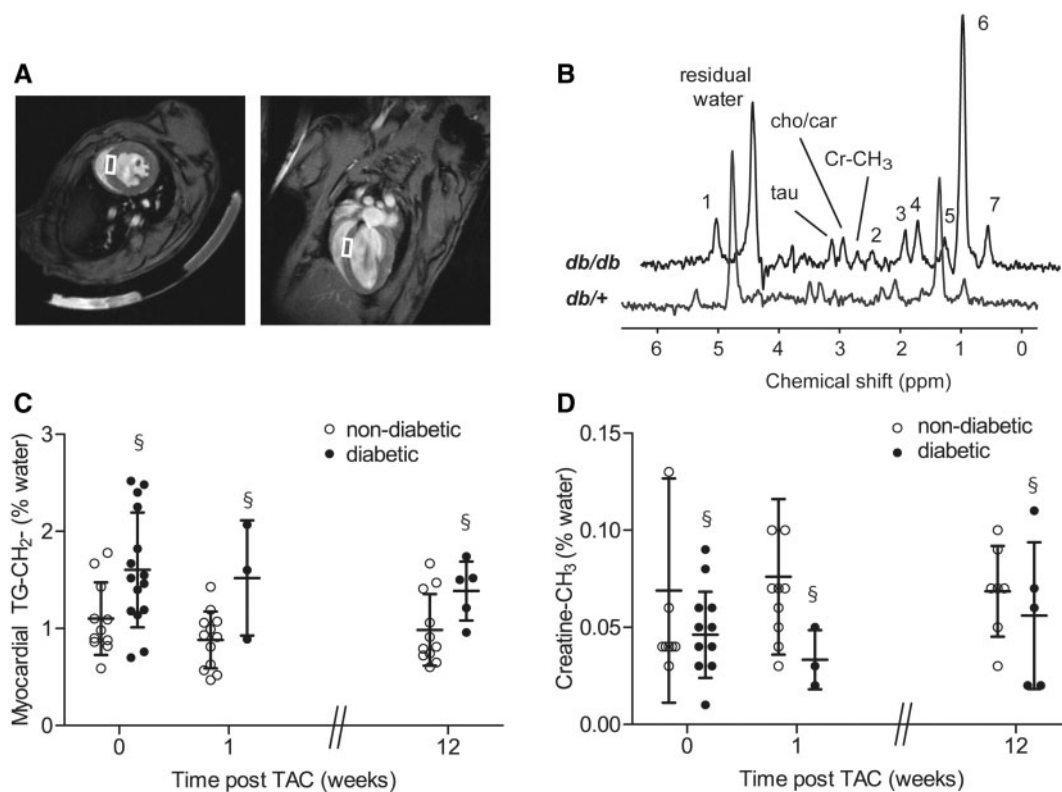 A
B
residual
water
cho/car
Cr-CH₃
tau
1
2
3
4
5
6
7
db/db
db/+
6 5 4 3 2 1 0
Chemical shift (ppm)
C
non-diabetic
diabetic
§ § §
Myocardial TG-CH₂- (% water)
3
2
1
0
0 1 12
Time post TAC (weeks)
D
non-diabetic
diabetic
§ § §
Creatine-CH₃ (% water)
0.15
0.10
0.05
0.00
0 1 12
Time post TAC (weeks)